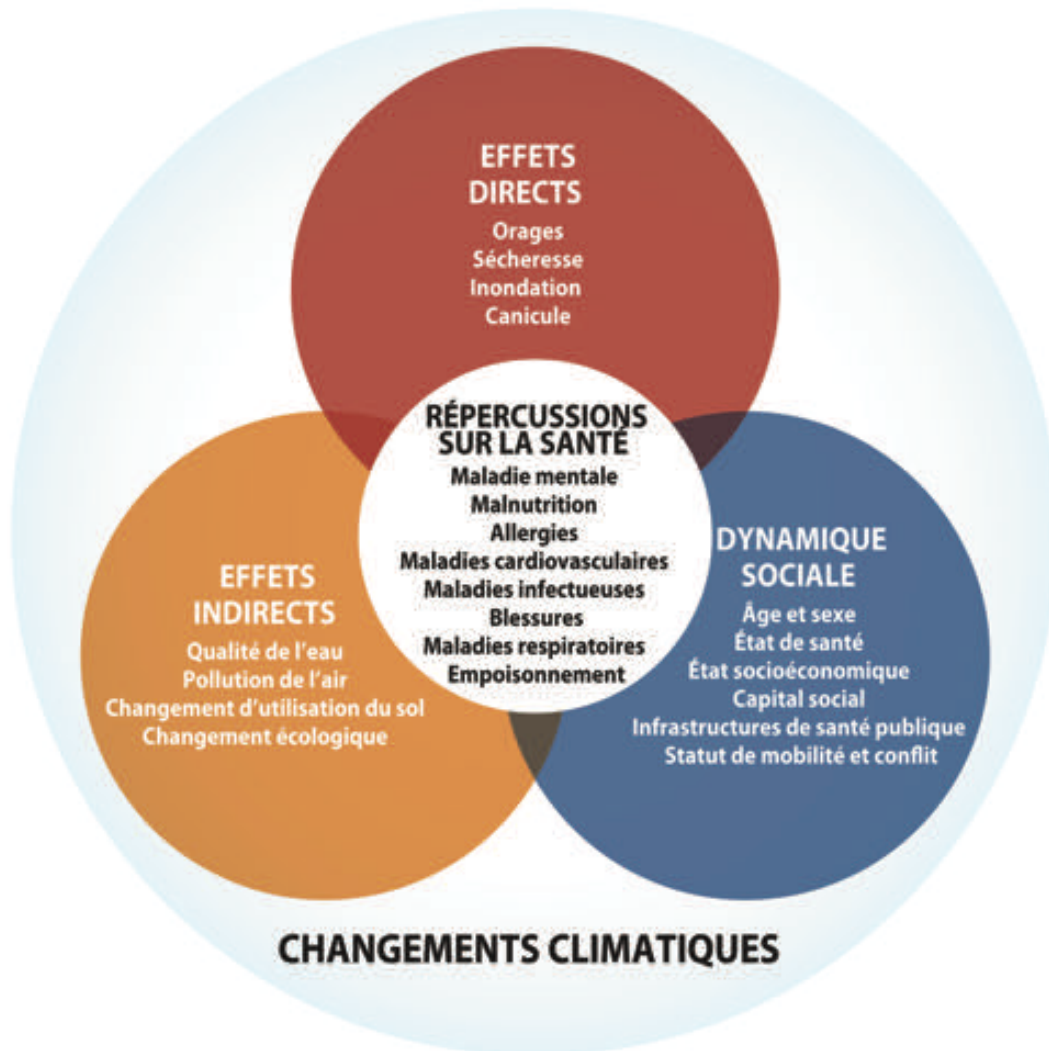 EFFETS
DIRECTS
Orages
Sécheresse
Inondation
Canicule
RÉPERCUSSIONS
SUR LA SANTÉ
Maladie mentale
Malnutrition
Allergies
Maladies cardiovasculaires
Maladies infectueuses
Blessures
Maladies respiratoires
Empoisonnement
EFFETS
INDIRECTS
Qualité de l'eau
Pollution de l'air
Changement d'utilisation du sol
Changement écologique
DYNAMIQUE
SOCIALE
Âge et sexe
État de santé
État socioéconomique
Capital social
Infrastructures de santé publique
Statut de mobilité et conflit
CHANGEMENTS CLIMATIQUES